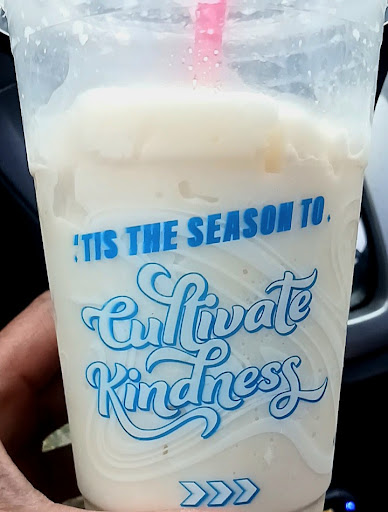 'TIS THE SEASON TO
Cultivate
Kindness